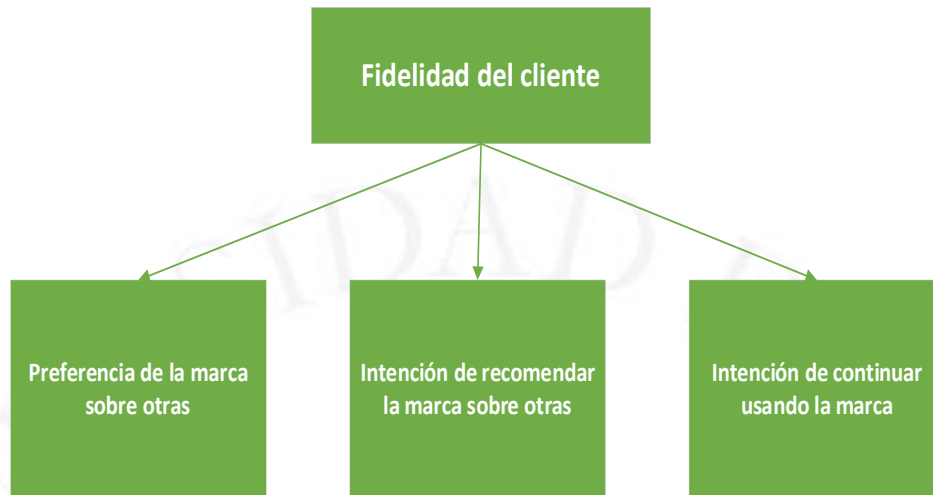 Fidelidad del cliente
Preferencia de la marca
sobre otras
Intención de recomendar
la marca sobre otras
Intención de continuar
usando la marca